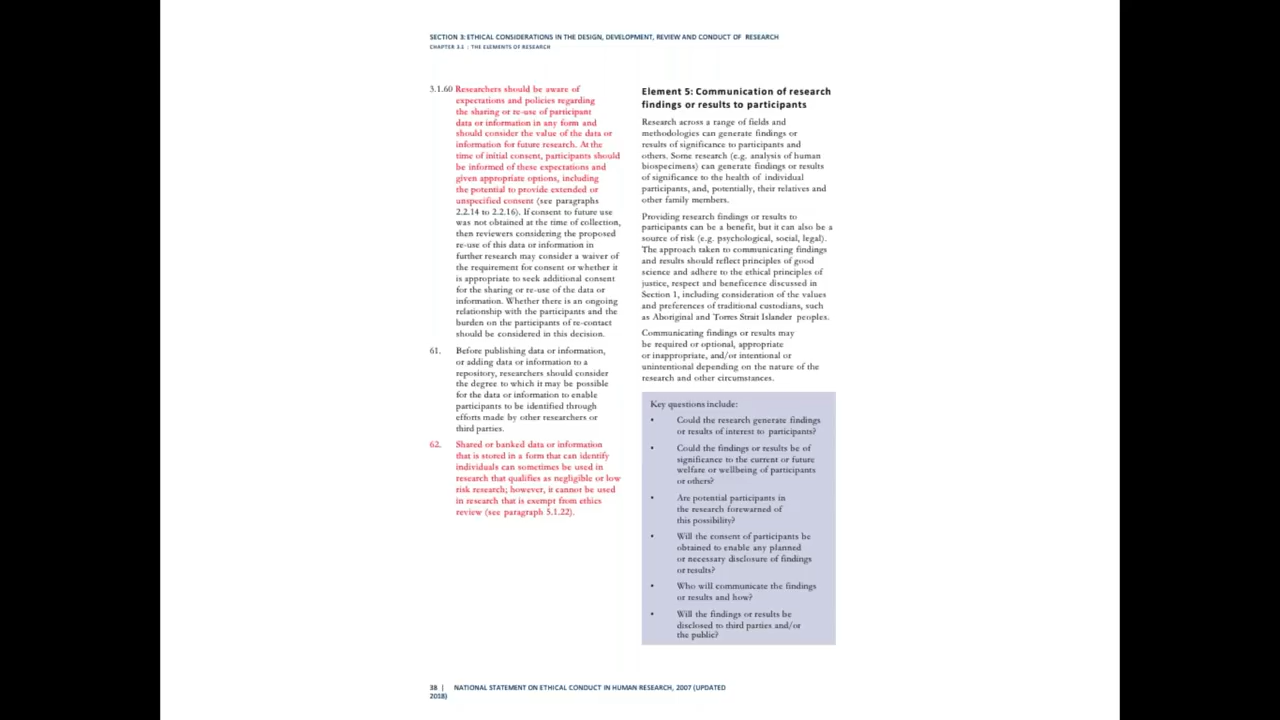 SECTION 3: ETHICAL CONSIDERATIONS IN THE DESIGN, DEVELOPMENT, REVIEW AND CONDUCT OF RESEARCH
CHAPTER 3.1 : THE ELEMENTS OF RESEARCH
3.1.60 Researchers should be aware of
expectations and policies regarding
the sharing or re-use of participant
data or information in any form and
should consider the value of the data or
information for future research. At the
time of initial consent, participants should
be informed of these expectations and
given appropriate options, including
the potential to provide extended or
unspecified consent (see paragraphs
2.2.14 to 2.2.16). If consent to future use
was not obtained at the time of collection,
then reviewers considering the proposed
re-use of this data or information in
further research may consider a waiver of
the requirement for consent or whether it
is appropriate to seek additional consent
for the sharing or re-use of the data or
information. Whether there is an ongoing
relationship with the participants and the
burden on the participants of re-contact
should be considered in this decision.
61. Before publishing data or information,
or adding data or information to a
repository, researchers should consider
the degree to which it may be possible
for the data or information to enable
participants to be identified through
efforts made by other researchers or
third parties.
62. Shared or banked data or information
that is stored in a form that can identify
individuals can sometimes be used in
research that qualifies as negligible or low
risk research; however, it cannot be used
in research that is exempt from ethics
review (see paragraph 5.1.22).
Element 5: Communication of research
findings or results to participants
Research across a range of fields and
methodologies can generate findings or
results of significance to participants and
others. Some research (e.g. analysis of human
biospecimens) can generate findings or results
of significance to the health of individual
participants, and, potentially, their relatives and
other family members.
Providing research findings or results to
participants can be a benefit, but it can also be a
source of risk (e.g. psychological, social, legal).
The approach taken to communicating findings
and results should reflect principles of good
science and adhere to the ethical principles of
justice, respect and beneficence discussed in
Section 1, including consideration of the values
and preferences of traditional custodians, such
as Aboriginal and Torres Strait Islander peoples.
Communicating findings or results may
be required or optional, appropriate
or inappropriate, and/or intentional or
unintentional depending on the nature of the
research and other circumstances.
Key questions include:
• Could the research generate findings
or results of interest to participants?
• Could the findings or results be of
significance to the current or future
welfare or wellbeing of participants
or others?
• Are potential participants in
the research forewarned of
this possibility?
• Will the consent of participants be
obtained to enable any planned
or necessary disclosure of findings
or results?
• Who will communicate the findings
or results and how?
• Will the findings or results be
disclosed to third parties and/or
the public?
38 | NATIONAL STATEMENT ON ETHICAL CONDUCT IN HUMAN RESEARCH, 2007 (UPDATED
2018)